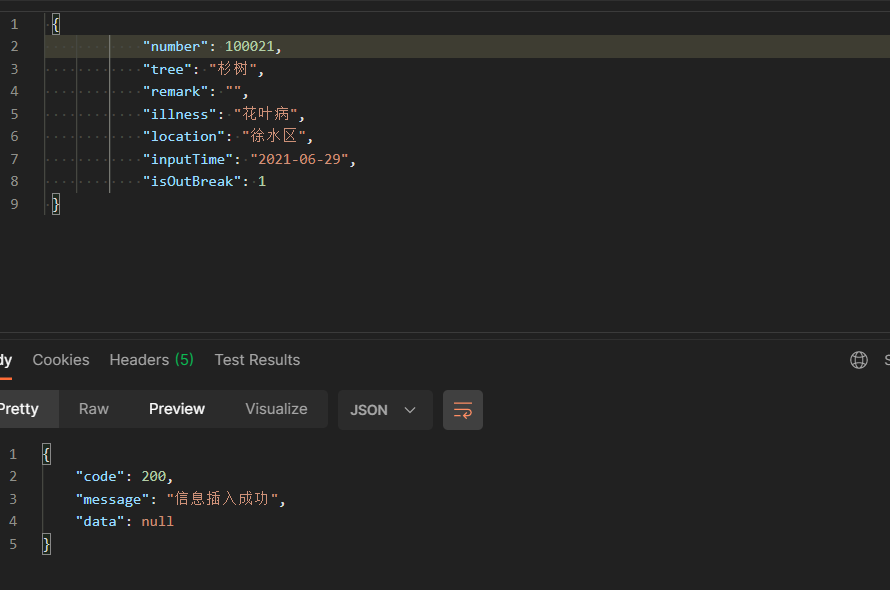 1 {
2 "number": 100021,
3 "tree": "杉树",
4 "remark": "",
5 "illness": "花叶病",
6 "location": "徐水区",
7 "inputTime": "2021-06-29",
8 "isOutBreak": 1
9 }
dy Cookies Headers (5) Test Results S
Pretty Raw Preview Visualize JSON
1 {
2 "code": 200,
3 "message": "信息插入成功",
4 "data": null
5 }